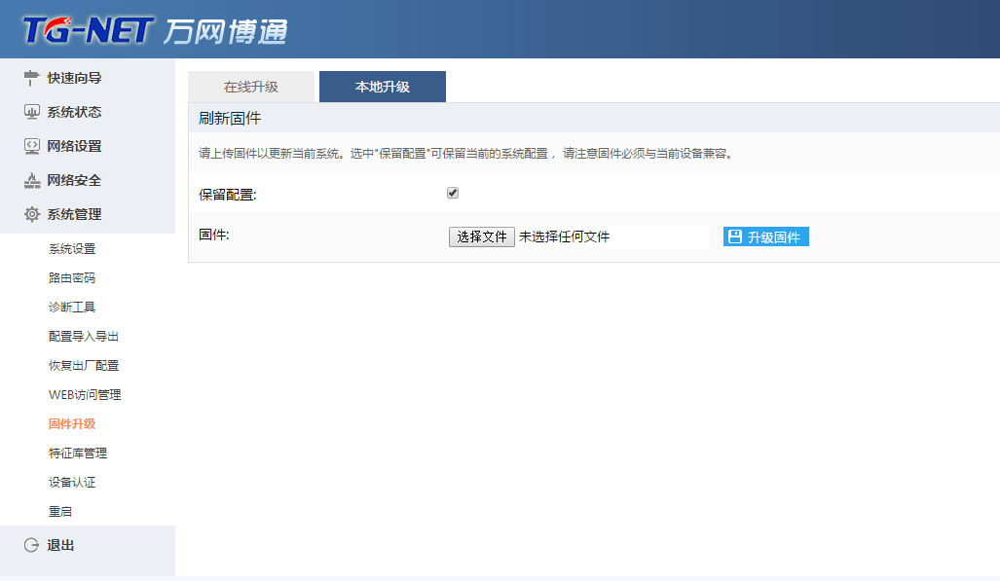 TG-NET 万网博通
快速向导
系统状态
网络设置
网络安全
系统管理
系统设置
路由密码
诊断工具
配置导入导出
恢复出厂配置
WEB访问管理
固件升级
特征库管理
设备认证
重启
退出
在线升级 本地升级
刷新固件
请上传固件以更新当前系统。选中"保留配置"可保留当前的系统配置 ，请注意固件必须与当前设备兼容。
保留配置:
固件: 选择文件 未选择任何文件 升级固件